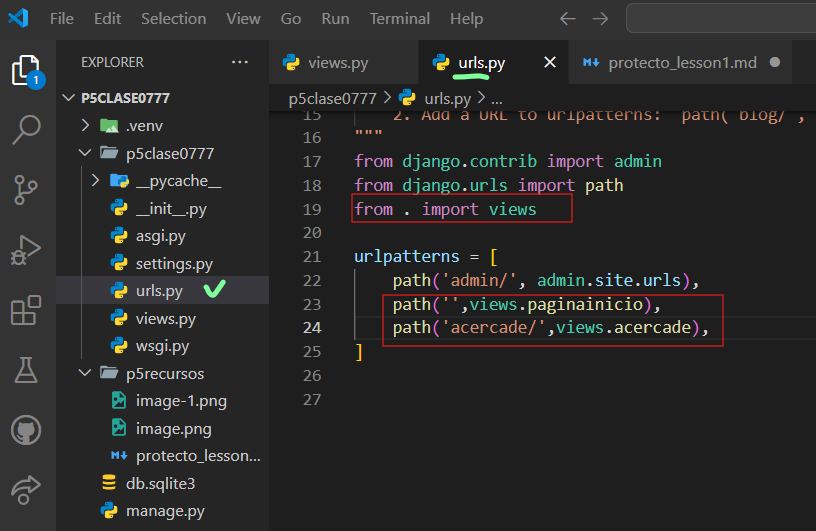 File Edit Selection View Go Run Terminal Help
EXPLORER ...
views.py
urls.py
protecto_lesson1.md
1
P5CLASE0777
.venv
p5clase0777
__pycache__
__init__.py
asgi.py
settings.py
urls.py
views.py
wsgi.py
p5recursos
image-1.png
image.png
protecto_lesson...
db.sqlite3
manage.py
p5clase0777 > urls.py > ...
15 2. Add a URL to urlpatterns: path('blog/',
16 """
17 from django.contrib import admin
18 from django.urls import path
19 from . import views
20
21 urlpatterns = [
22 path('admin/', admin.site.urls),
23 path('',views.paginainicio),
24 path('acercade/',views.acercade),
25 ]
26
27